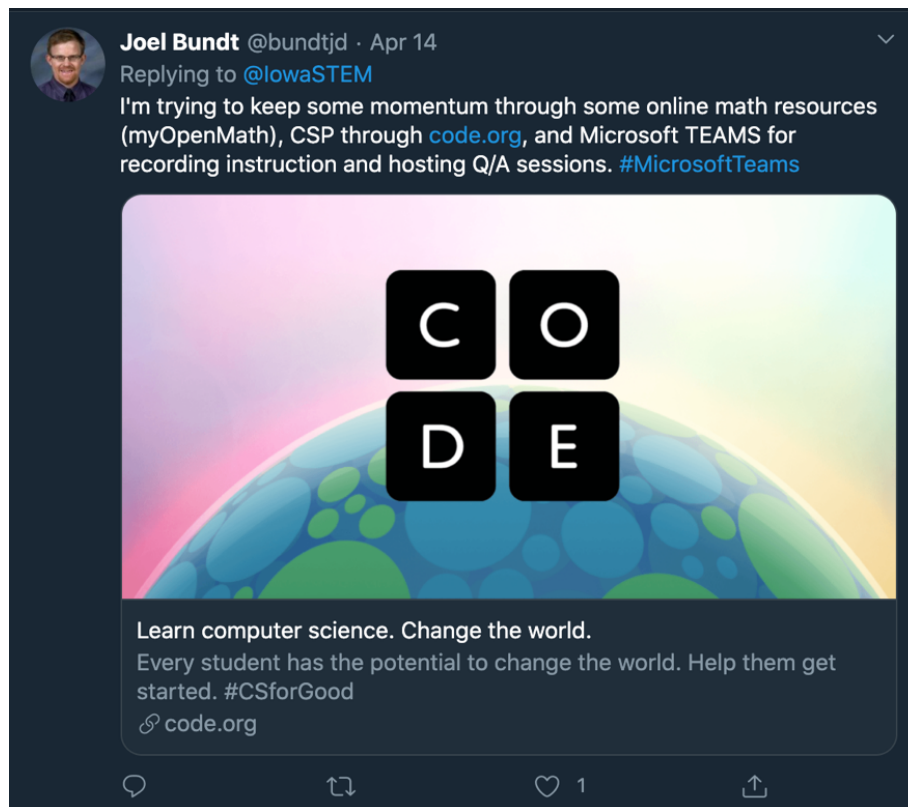 Joel Bundt @bundtjd · Apr 14
Replying to @IowaSTEM
I'm trying to keep some momentum through some online math resources
(myOpenMath), CSP through code.org, and Microsoft TEAMS for
recording instruction and hosting Q/A sessions. #MicrosoftTeams
C O
D E
Learn computer science. Change the world.
Every student has the potential to change the world. Help them get
started. #CSforGood
code.org
1